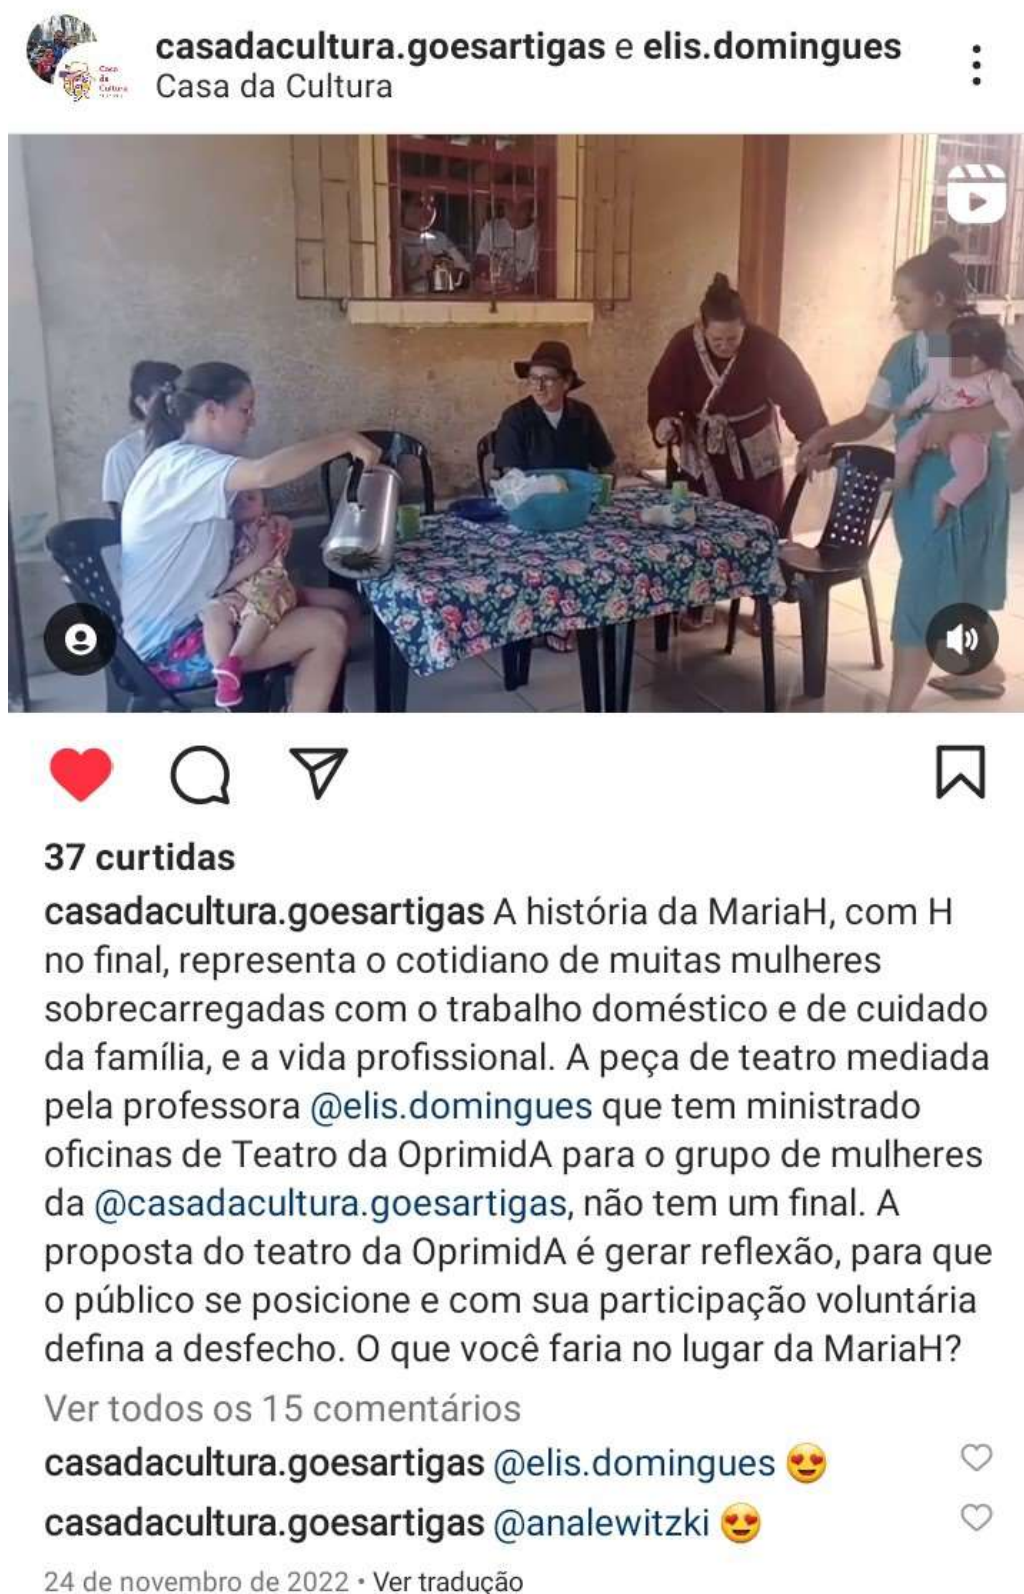 casadacultura.goesartigas e elis.domingues
Casa da Cultura
Casa
da
Cultura
37 curtidas
casadacultura.goesartigas A história da MariaH, com H
no final, representa o cotidiano de muitas mulheres
sobrecarregadas com o trabalho doméstico e de cuidado
da família, e a vida profissional. A peça de teatro mediada
pela professora @elis.domingues que tem ministrado
oficinas de Teatro da OprimidA para o grupo de mulheres
da @casadacultura.goesartigas, não tem um final. A
proposta do teatro da OprimidA é gerar reflexão, para que
o público se posicione e com sua participação voluntária
defina a desfecho. O que você faria no lugar da MariaH?
Ver todos os 15 comentários
casadacultura.goesartigas @elis.domingues 😍
casadacultura.goesartigas @analewitzki 😍
24 de novembro de 2022 • Ver tradução